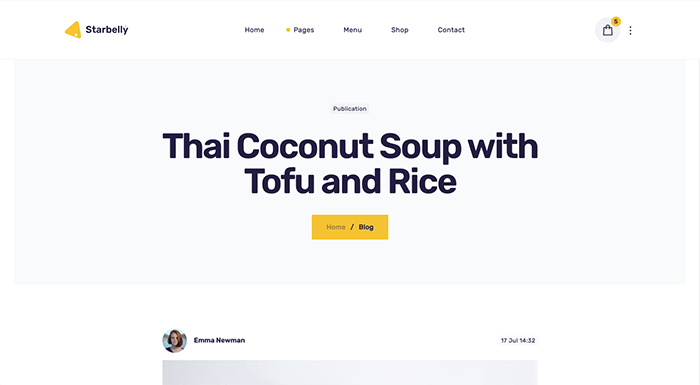 Starbelly
Home
Pages
Menu
Shop
Contact
5
Publication
Thai Coconut Soup with
Tofu and Rice
Home / Blog
Emma Newman
17 Jul 14:32